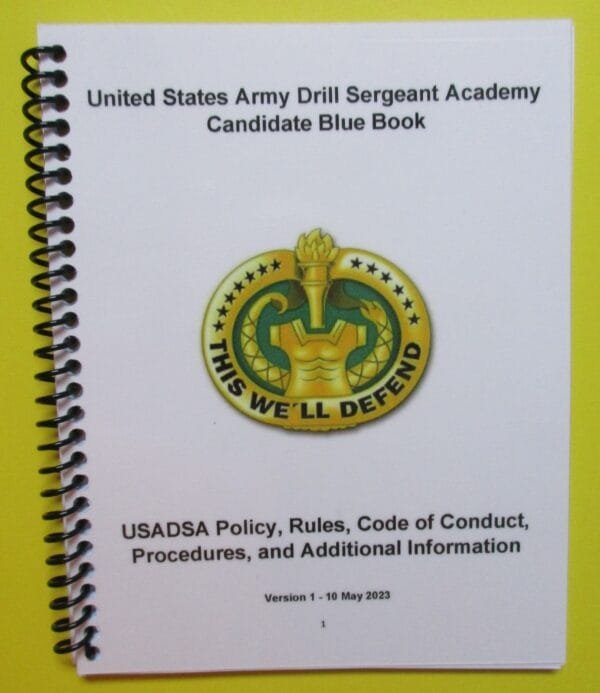 United States Army Drill Sergeant Academy
Candidate Blue Book
THIS WE'LL DEFEND
USADSA Policy, Rules, Code of Conduct,
Procedures, and Additional Information
Version 1 - 10 May 2023
1